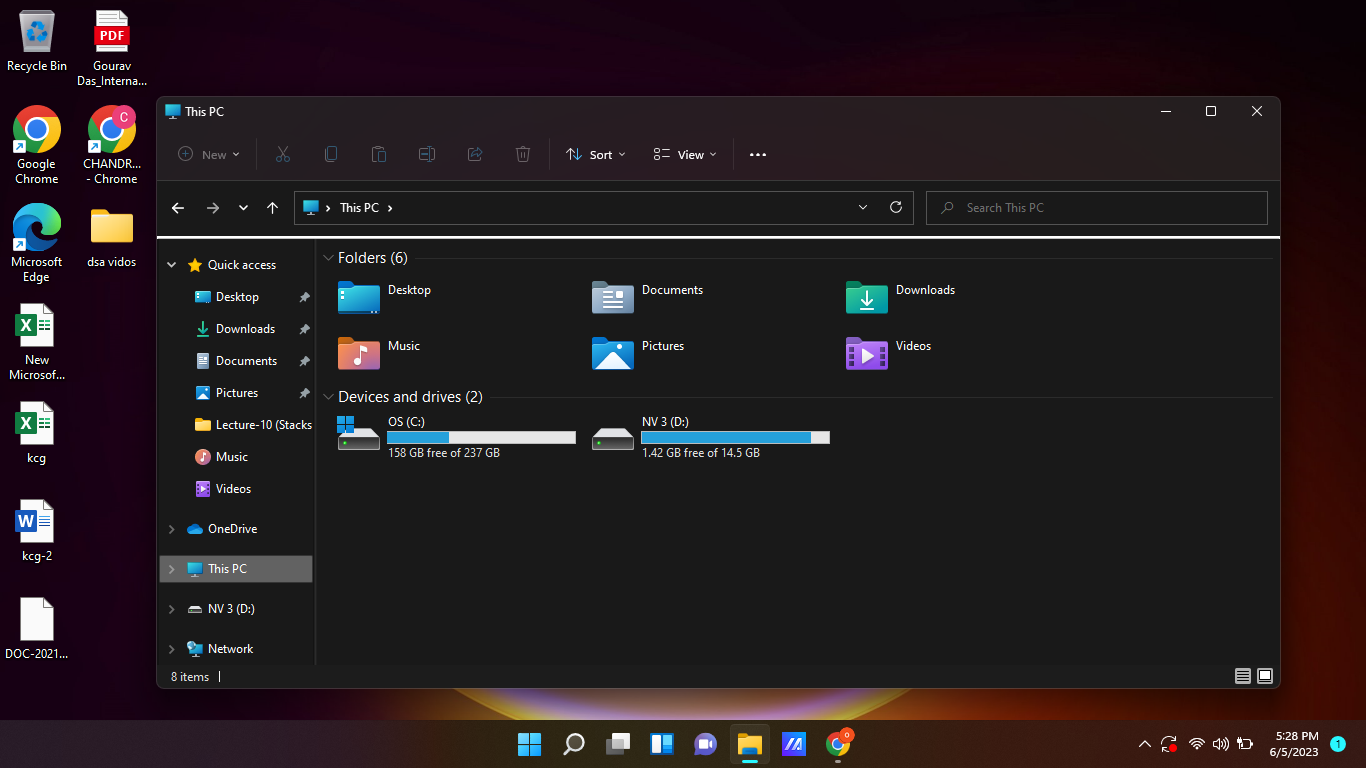 Recycle Bin
PDF
Gourav
Das_Interna...
Google
Chrome
C
CHANDR...
- Chrome
Microsoft
Edge
dsa vidos
X
New
Microsof...
X
kcg
W
kcg-2
DOC-2021...
This PC
New
Sort
View
This PC
Search This PC
Quick access
Desktop
Downloads
Documents
Pictures
Lecture-10 (Stacks
Music
Videos
OneDrive
This PC
NV 3 (D:)
Network
Folders (6)
Desktop
Documents
Downloads
Music
Pictures
Videos
Devices and drives (2)
OS (C:)
158 GB free of 237 GB
NV 3 (D:)
1.42 GB free of 14.5 GB
8 items
5:28 PM
6/5/2023
1